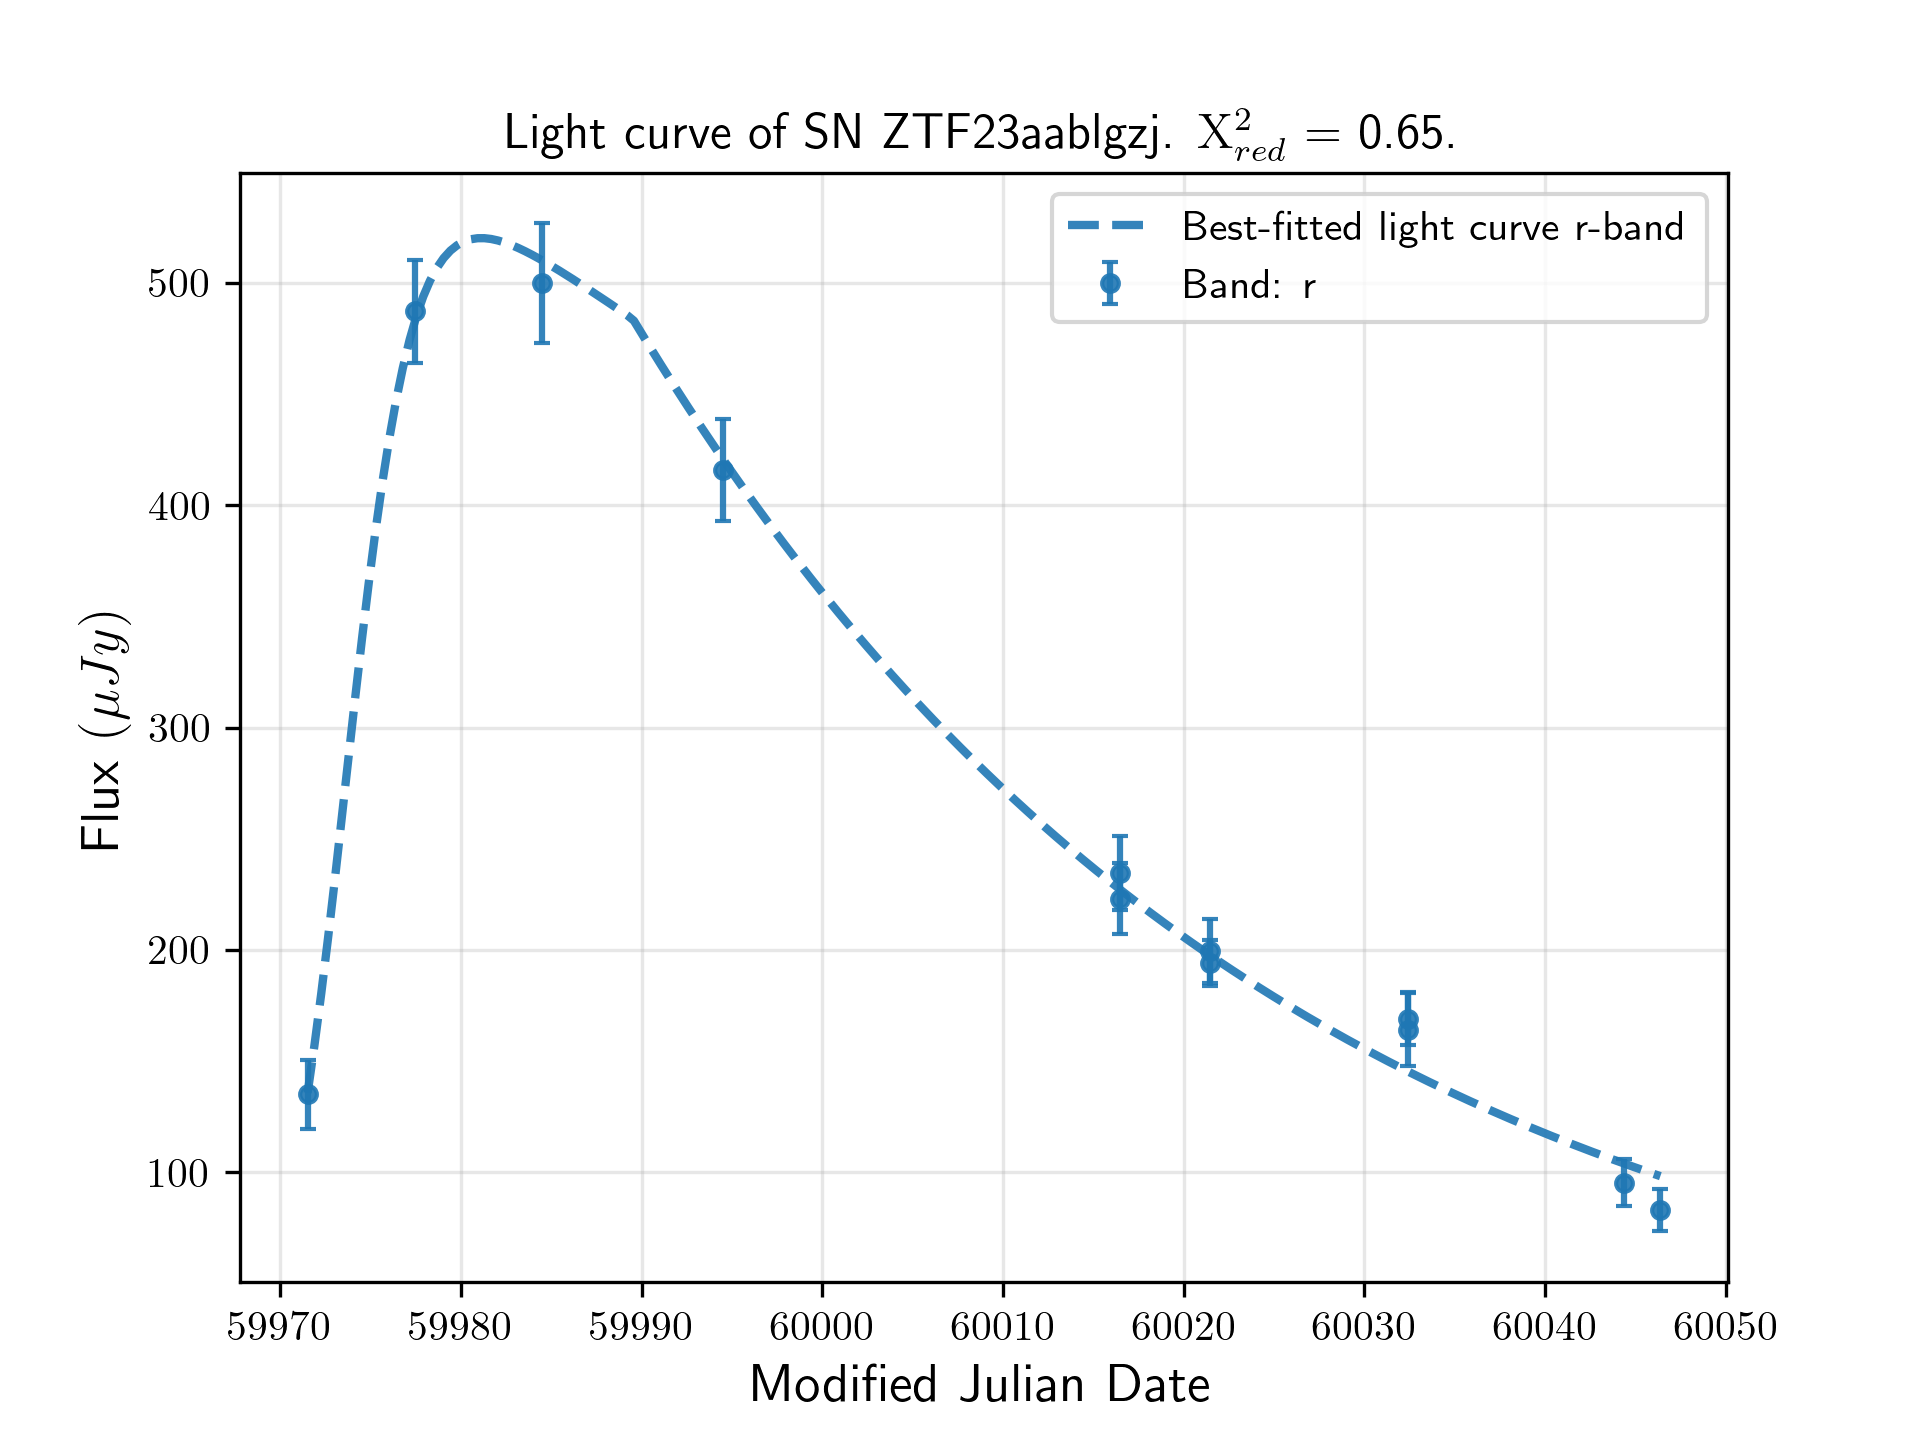 Light curve of SN ZTF23aablgzj. X²_red = 0.65.
Best-fitted light curve r-band
Band: r
Flux (μJy)
500
400
300
200
100
59970 59980 59990 60000 60010 60020 60030 60040 60050
Modified Julian Date